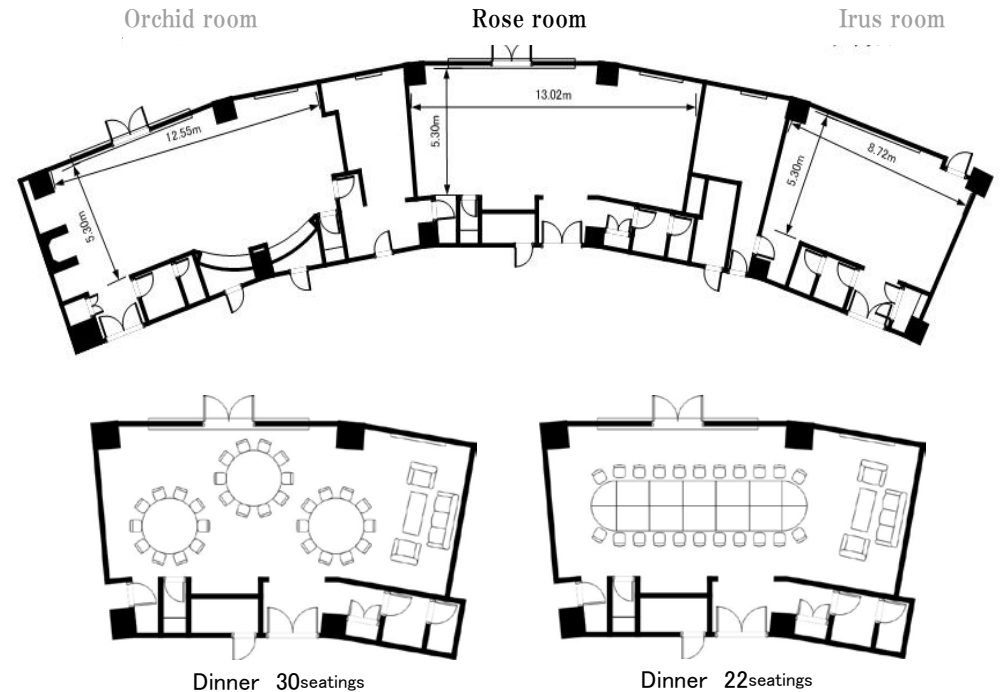 Orchid room
Rose room
Irus room
12.55m
5.30m
13.02m
5.30m
8.72m
5.30m
Dinner 30seatings
Dinner 22seatings